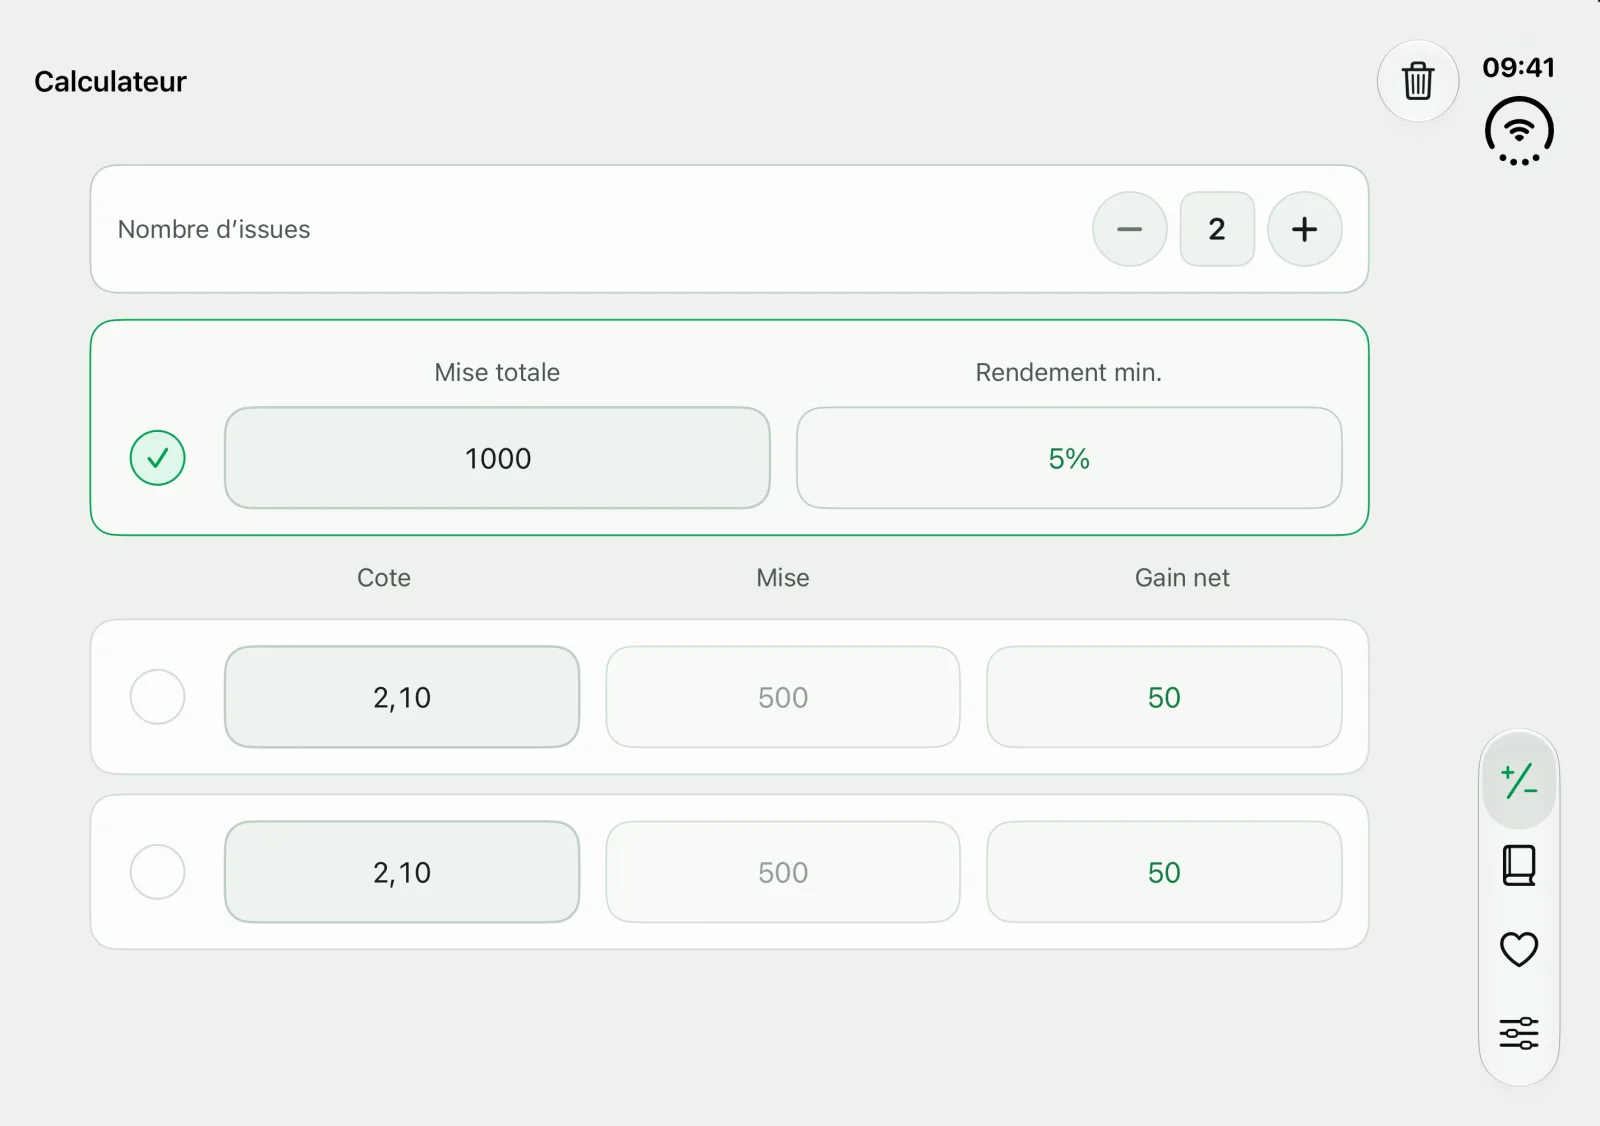 Calculateur
09:41
Nombre d’issues
2
Mise totale
Rendement min.
1000
5%
Cote
Mise
Gain net
2,10
500
50
2,10
500
50